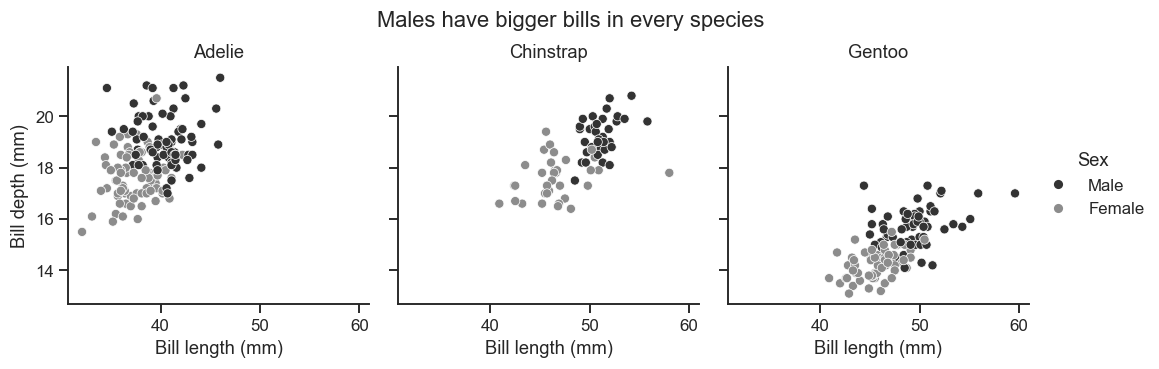 Males have bigger bills in every species
Adelie
Chinstrap
Gentoo
Bill depth (mm)
20
18
16
14
40
50
60
Bill length (mm)
40
50
60
Bill length (mm)
40
50
60
Bill length (mm)
Sex
Male
Female